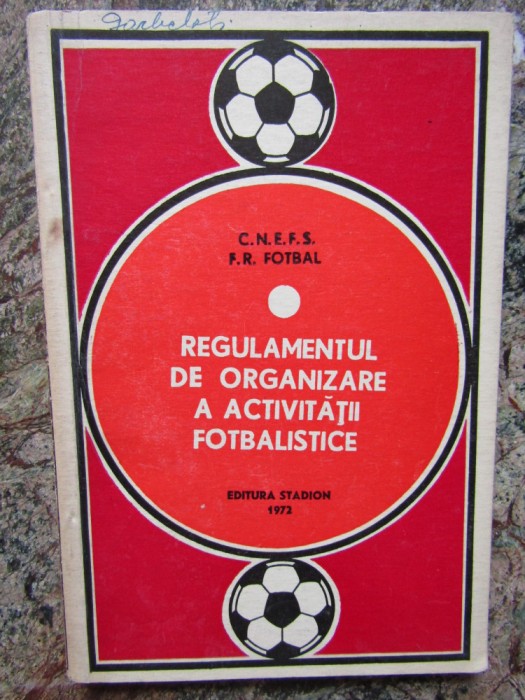 C.N.E.F.S.
F.R. FOTBAL
REGULAMENTUL
DE ORGANIZARE
A ACTIVITĂŢII
FOTBALISTICE
EDITURA STADION
1972